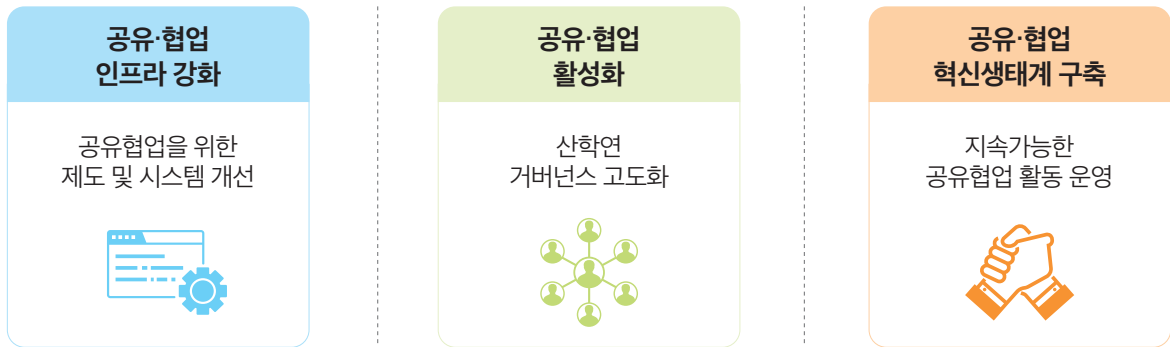 공유·협업
인프라 강화
공유협업을 위한
제도 및 시스템 개선
공유·협업
활성화
산학연
거버넌스 고도화
공유·협업
혁신생태계 구축
지속가능한
공유협업 활동 운영